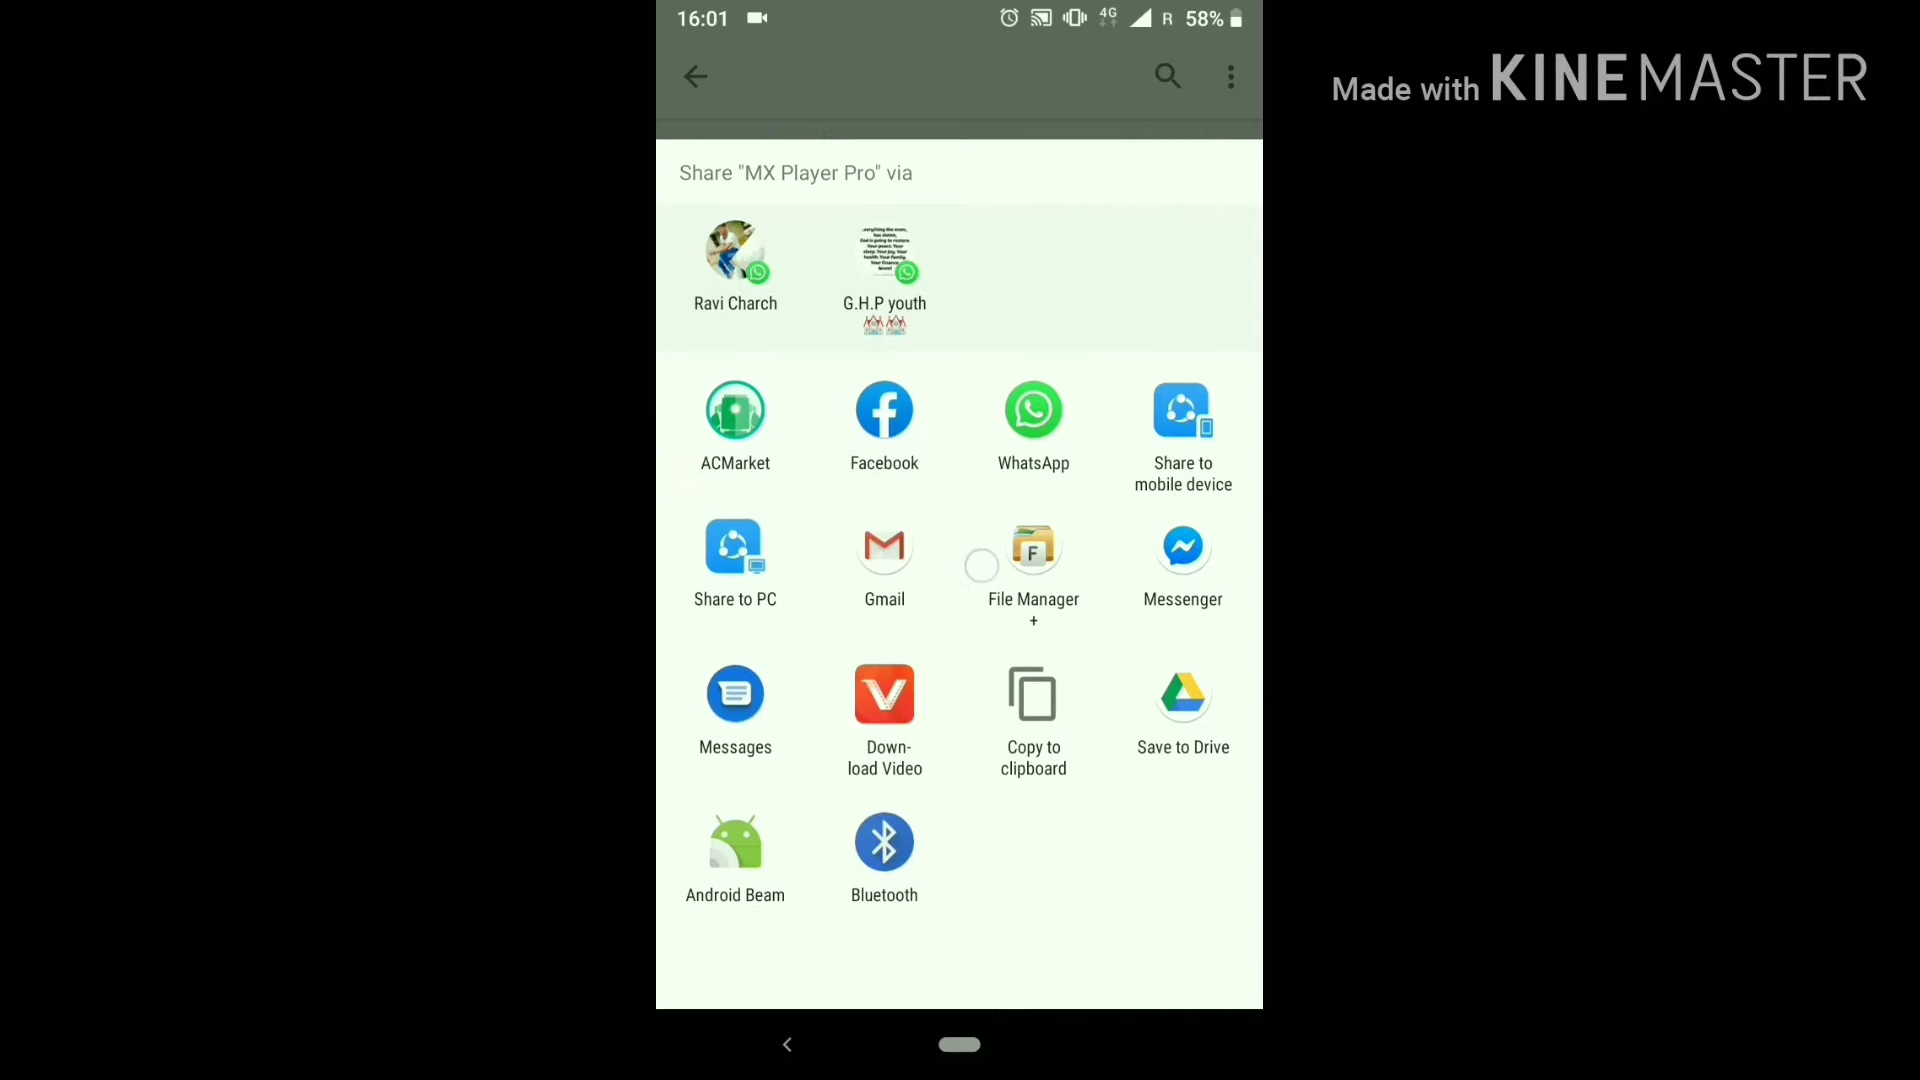 16:01
4G
R 58%
Made with KINEMASTER
Share "MX Player Pro" via
Ravi Charch
G.H.P youth
ACMarket
Facebook
WhatsApp
Share to
mobile device
Share to PC
Gmail
F
File Manager
+
Messenger
Messages
Down-
load Video
Copy to
clipboard
Save to Drive
Android Beam
Bluetooth